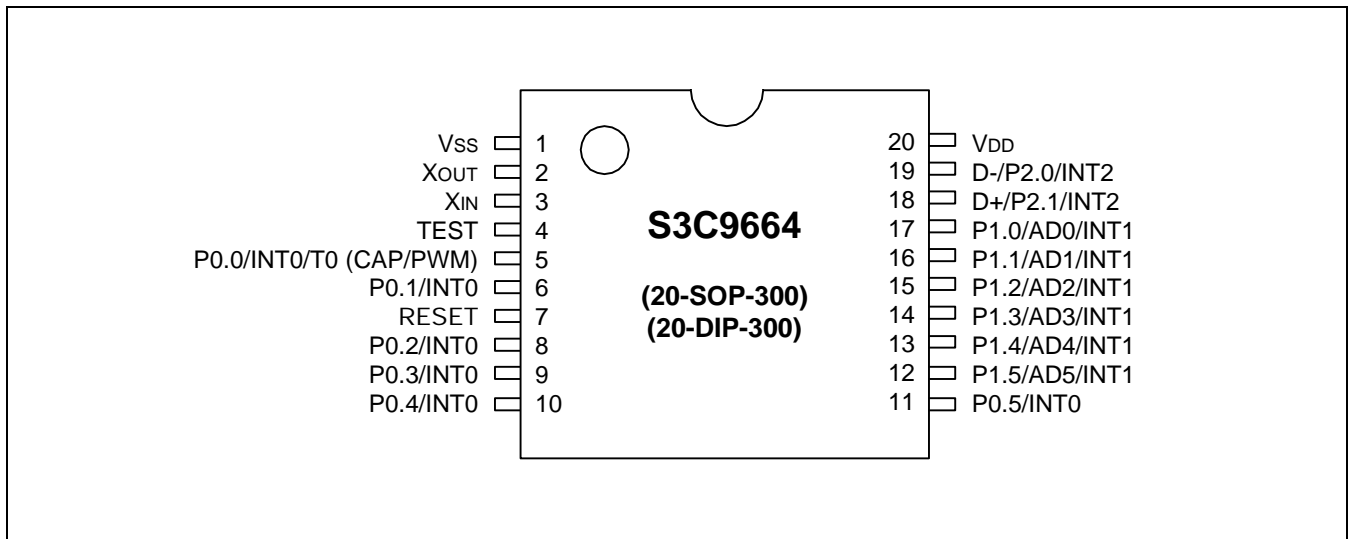 VSS 1
XOUT 2
XIN 3
TEST 4
P0.0/INT0/T0 (CAP/PWM) 5
P0.1/INT0 6
RESET 7
P0.2/INT0 8
P0.3/INT0 9
P0.4/INT0 10
S3C9664
(20-SOP-300)
(20-DIP-300)
20 VDD
19 D-/P2.0/INT2
18 D+/P2.1/INT2
17 P1.0/AD0/INT1
16 P1.1/AD1/INT1
15 P1.2/AD2/INT1
14 P1.3/AD3/INT1
13 P1.4/AD4/INT1
12 P1.5/AD5/INT1
11 P0.5/INT0